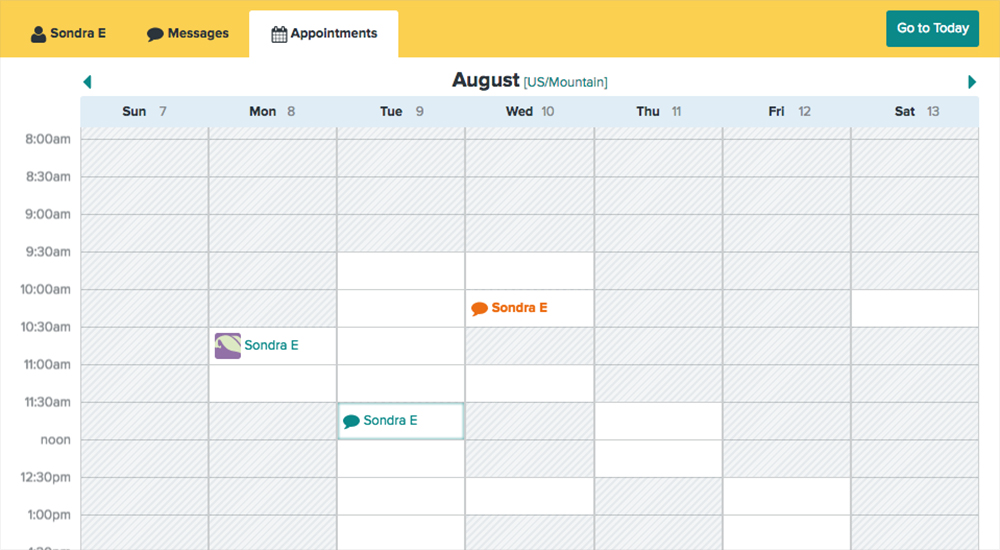 Sondra E Messages Appointments Go to Today
August [US/Mountain]
Sun 7 Mon 8 Tue 9 Wed 10 Thu 11 Fri 12 Sat 13
8:00am
8:30am
9:00am
9:30am
10:00am
Sondra E
10:30am
Sondra E
11:00am
11:30am
Sondra E
noon
12:30pm
1:00pm